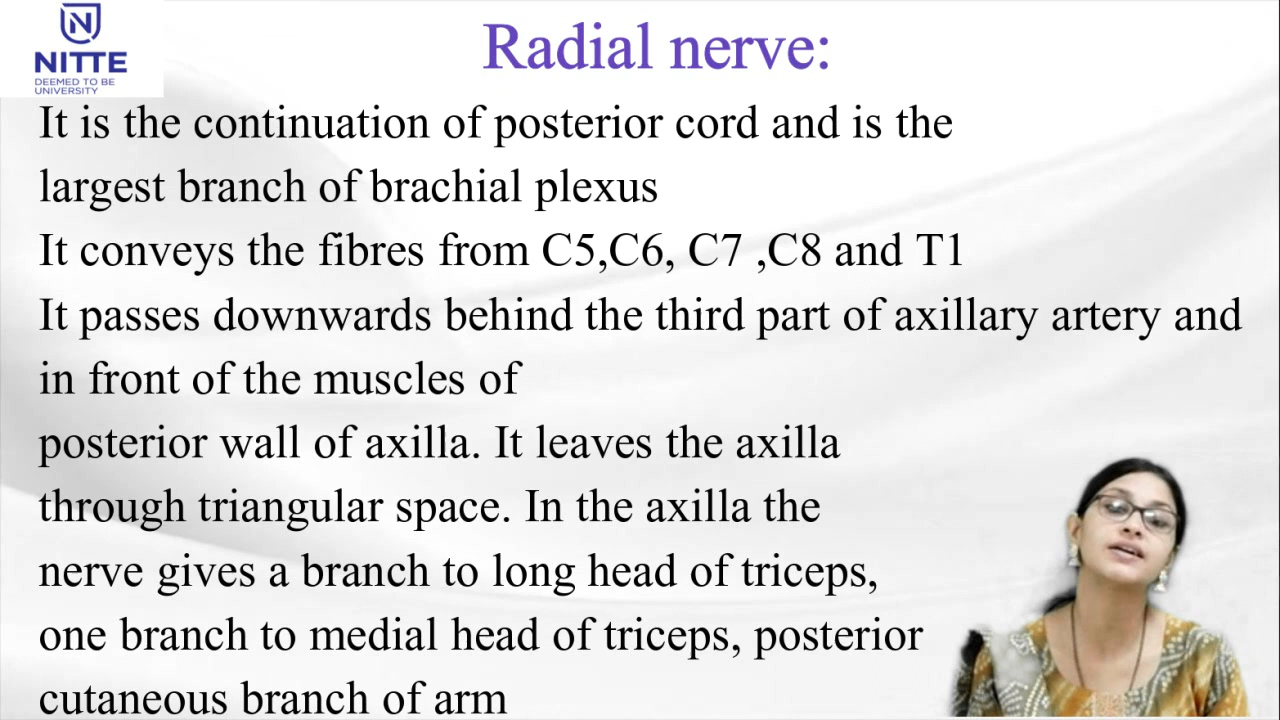 N
NITTE
DEEMED TO BE
UNIVERSITY
Radial nerve:
It is the continuation of posterior cord and is the
largest branch of brachial plexus
It conveys the fibres from C5,C6, C7 ,C8 and T1
It passes downwards behind the third part of axillary artery and
in front of the muscles of
posterior wall of axilla. It leaves the axilla
through triangular space. In the axilla the
nerve gives a branch to long head of triceps,
one branch to medial head of triceps, posterior
cutaneous branch of arm